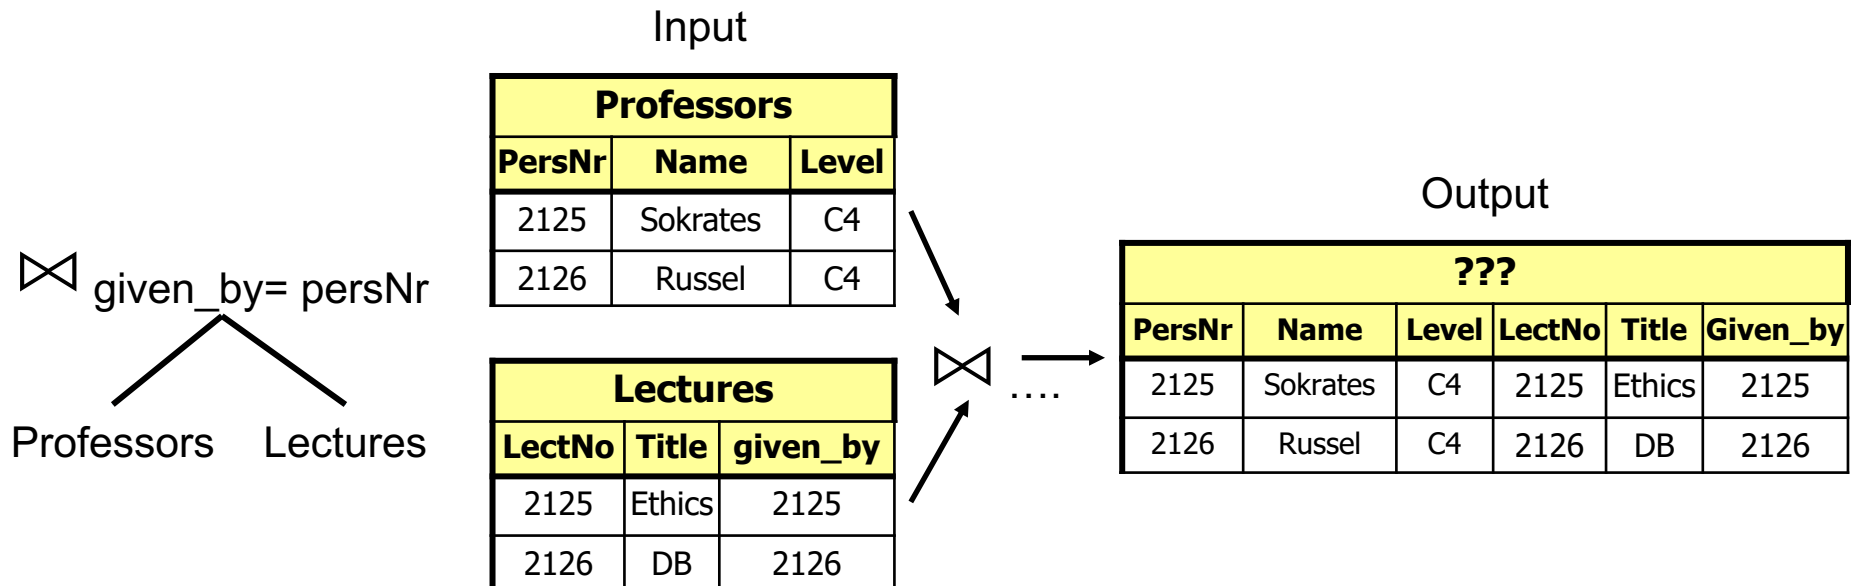 Input
Professors
PersNr Name Level
2125 Sokrates C4
2126 Russel C4
Output
⋈ given_by= persNr
Professors Lectures
Lectures
LectNo Title given_by
2125 Ethics 2125
2126 DB 2126
⋈ ....
???
PersNr Name Level LectNo Title Given_by
2125 Sokrates C4 2125 Ethics 2125
2126 Russel C4 2126 DB 2126